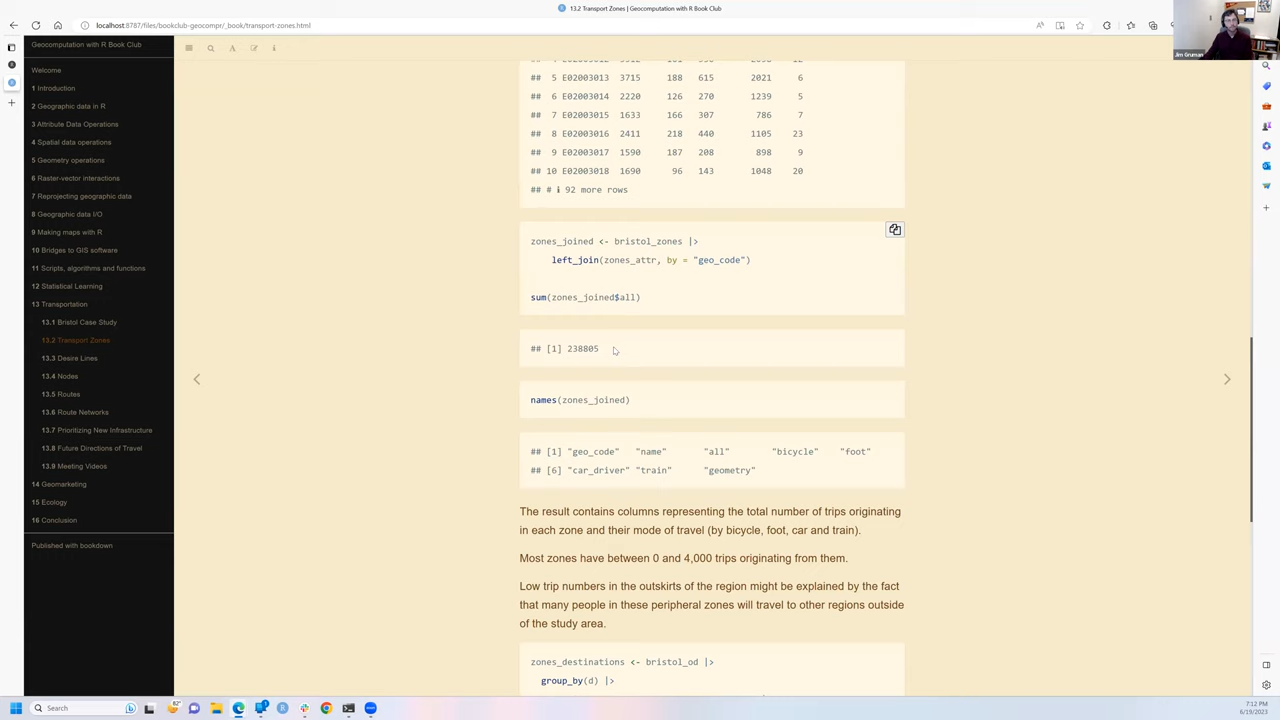 13.2 Transport Zones | Geocomputation with R Book Club
localhost:8787/files/bookclub-geocompr/_book/transport-zones.html
Jim Gruman
Geocomputation with R Book Club
Welcome
1 Introduction
2 Geographic data in R
3 Attribute Data Operations
4 Spatial data operations
5 Geometry operations
6 Raster-vector interactions
7 Reprojecting geographic data
8 Geographic data I/O
9 Making maps with R
10 Bridges to GIS software
11 Scripts, algorithms and functions
12 Statistical Learning
13 Transportation
13.1 Bristol Case Study
13.2 Transport Zones
13.3 Desire Lines
13.4 Nodes
13.5 Routes
13.6 Route Networks
13.7 Prioritizing New Infrastructure
13.8 Future Directions of Travel
13.9 Meeting Videos
14 Geomarketing
15 Ecology
16 Conclusion
Published with bookdown
## 5 E02003013 3715 188 615 2021 6
## 6 E02003014 2220 126 270 1239 5
## 7 E02003015 1633 166 307 786 7
## 8 E02003016 2411 218 440 1105 23
## 9 E02003017 1590 187 208 898 9
## 10 E02003018 1690 96 143 1048 20
## # ℹ 92 more rows
zones_joined <- bristol_zones |>
left_join(zones_attr, by = "geo_code")
sum(zones_joined$all)
## [1] 238805
names(zones_joined)
## [1] "geo_code" "name" "all" "bicycle" "foot"
## [6] "car_driver" "train" "geometry"
The result contains columns representing the total number of trips originating
in each zone and their mode of travel (by bicycle, foot, car and train).
Most zones have between 0 and 4,000 trips originating from them.
Low trip numbers in the outskirts of the region might be explained by the fact
that many people in these peripheral zones will travel to other regions outside
of the study area.
zones_destinations <- bristol_od |>
group_by(d) |>
Search
82°
7:12 PM
6/19/2023